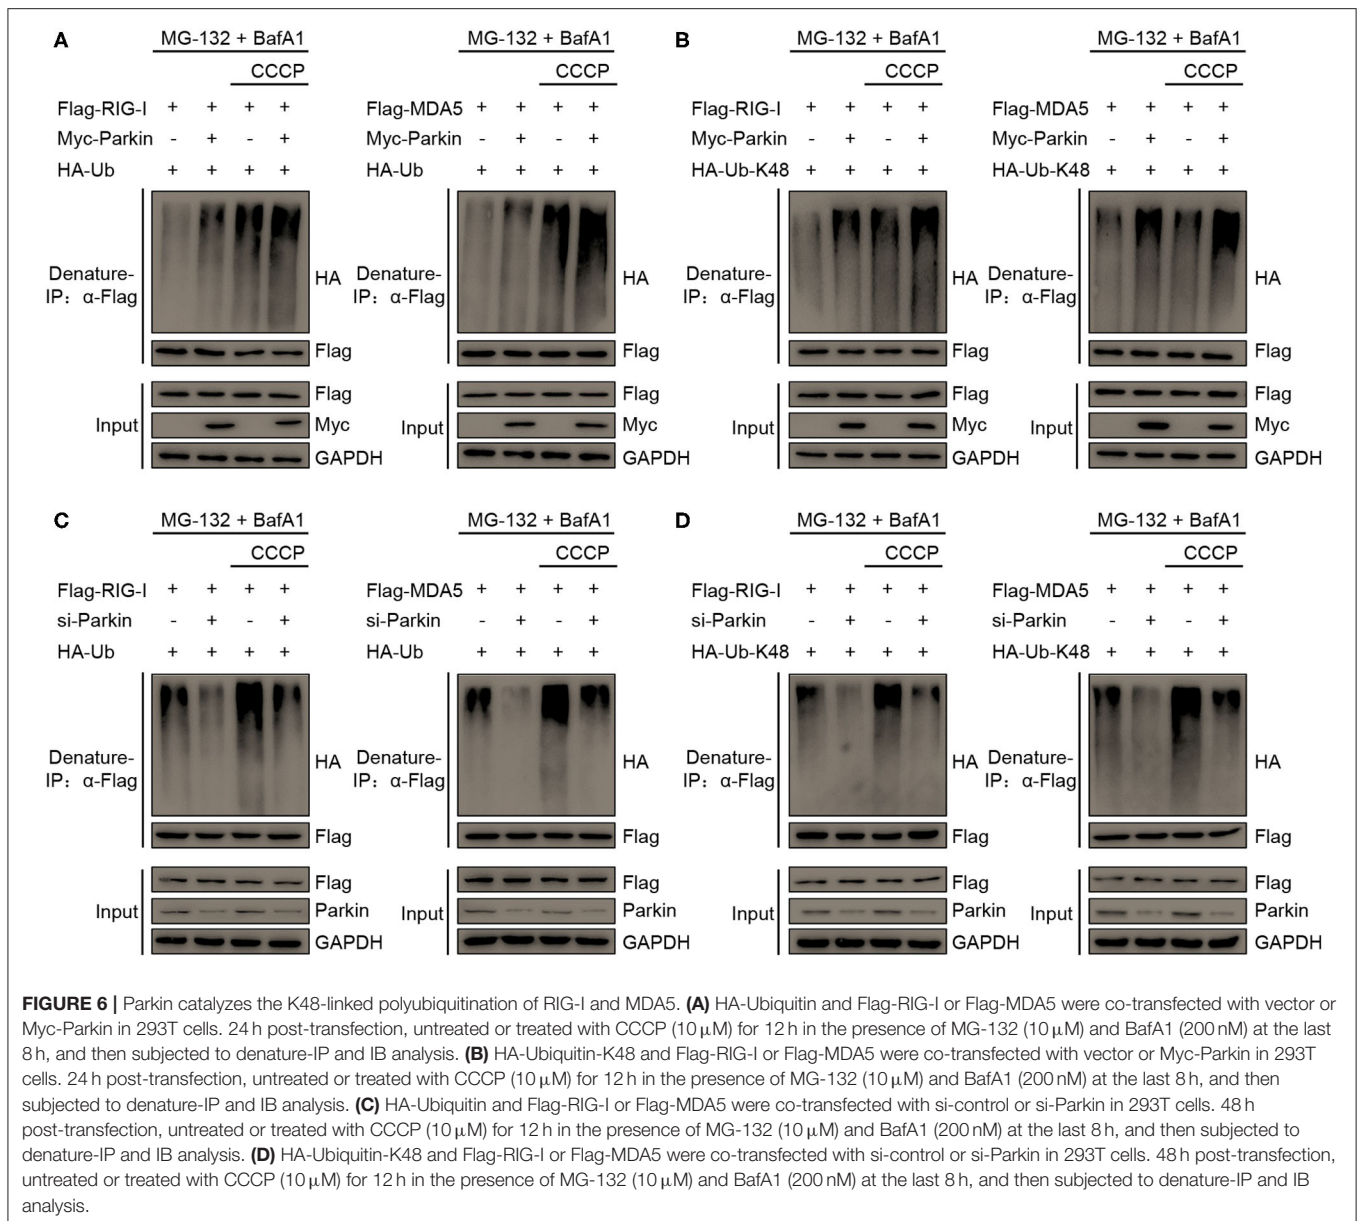 A
MG-132 + BafA1
CCCP
Flag-RIG-I + + + +
Myc-Parkin - + - +
HA-Ub + + + +
Denature-
IP: α-Flag
HA
Flag
Input
Flag
Myc
GAPDH
MG-132 + BafA1
CCCP
Flag-MDA5 + + + +
Myc-Parkin - + - +
HA-Ub + + + +
Denature-
IP: α-Flag
HA
Flag
Input
Flag
Myc
GAPDH
B
MG-132 + BafA1
CCCP
Flag-RIG-I + + + +
Myc-Parkin - + - +
HA-Ub-K48 + + + +
Denature-
IP: α-Flag
HA
Flag
Input
Flag
Myc
GAPDH
MG-132 + BafA1
CCCP
Flag-MDA5 + + + +
Myc-Parkin - + - +
HA-Ub-K48 + + + +
Denature-
IP: α-Flag
HA
Flag
Input
Flag
Myc
GAPDH
C
MG-132 + BafA1
CCCP
Flag-RIG-I + + + +
si-Parkin - + - +
HA-Ub + + + +
Denature-
IP: α-Flag
HA
Flag
Input
Flag
Parkin
GAPDH
MG-132 + BafA1
CCCP
Flag-MDA5 + + + +
si-Parkin - + - +
HA-Ub + + + +
Denature-
IP: α-Flag
HA
Flag
Input
Flag
Parkin
GAPDH
D
MG-132 + BafA1
CCCP
Flag-RIG-I + + + +
si-Parkin - + - +
HA-Ub-K48 + + + +
Denature-
IP: α-Flag
HA
Flag
Input
Flag
Parkin
GAPDH
MG-132 + BafA1
CCCP
Flag-MDA5 + + + +
si-Parkin - + - +
HA-Ub-K48 + + + +
Denature-
IP: α-Flag
HA
Flag
Input
Flag
Parkin
GAPDH
FIGURE 6 | Parkin catalyzes the K48-linked polyubiquitination of RIG-I and MDA5. (A) HA-Ubiquitin and Flag-RIG-I or Flag-MDA5 were co-transfected with vector or
Myc-Parkin in 293T cells. 24 h post-transfection, untreated or treated with CCCP (10 μM) for 12 h in the presence of MG-132 (10 μM) and BafA1 (200 nM) at the last
8 h, and then subjected to denature-IP and IB analysis. (B) HA-Ubiquitin-K48 and Flag-RIG-I or Flag-MDA5 were co-transfected with vector or Myc-Parkin in 293T
cells. 24 h post-transfection, untreated or treated with CCCP (10 μM) for 12 h in the presence of MG-132 (10 μM) and BafA1 (200 nM) at the last 8 h, and then
subjected to denature-IP and IB analysis. (C) HA-Ubiquitin and Flag-RIG-I or Flag-MDA5 were co-transfected with si-control or si-Parkin in 293T cells. 48 h
post-transfection, untreated or treated with CCCP (10 μM) for 12 h in the presence of MG-132 (10 μM) and BafA1 (200 nM) at the last 8 h, and then subjected to
denature-IP and IB analysis. (D) HA-Ubiquitin-K48 and Flag-RIG-I or Flag-MDA5 were co-transfected with si-control or si-Parkin in 293T cells. 48 h post-transfection,
untreated or treated with CCCP (10 μM) for 12 h in the presence of MG-132 (10 μM) and BafA1 (200 nM) at the last 8 h, and then subjected to denature-IP and IB
analysis.